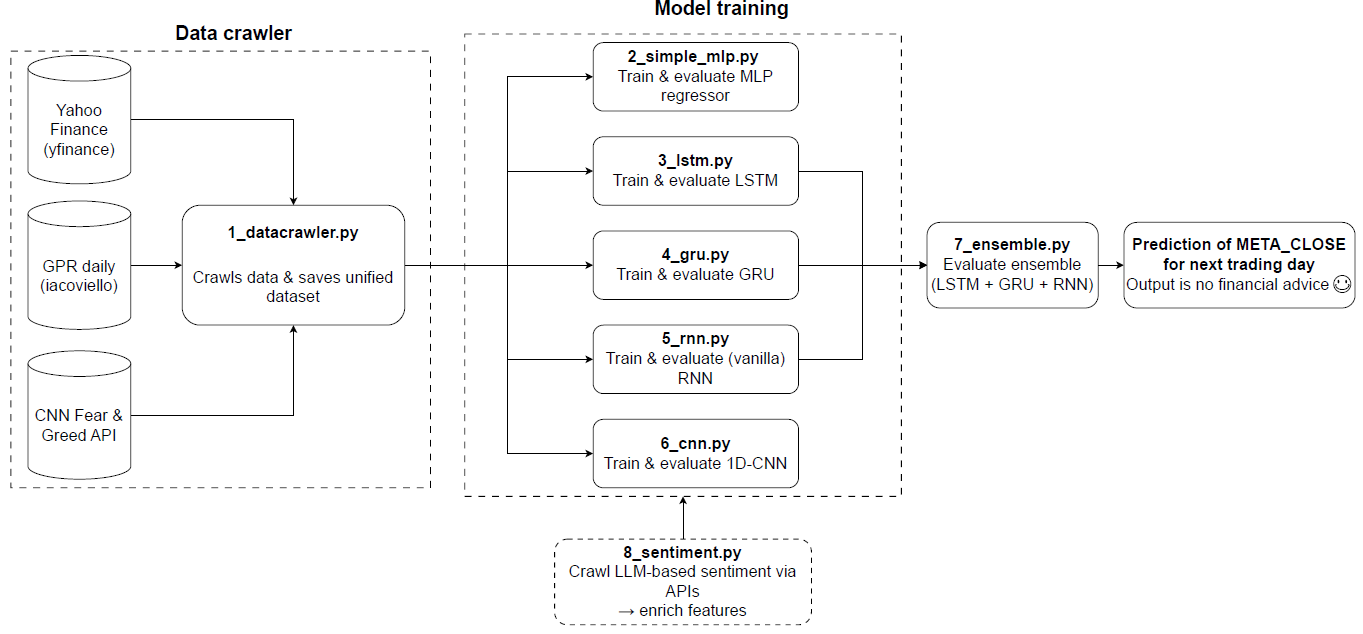 Data crawler
Yahoo
Finance
(yfinance)
GPR daily
(iacoviello)
CNN Fear &
Greed API
1_datacrawler.py
Crawls data & saves unified
dataset
Model training
2_simple_mlp.py
Train & evaluate MLP
regressor
3_lstm.py
Train & evaluate LSTM
4_gru.py
Train & evaluate GRU
5_rnn.py
Train & evaluate (vanilla)
RNN
6_cnn.py
Train & evaluate 1D-CNN
8_sentiment.py
Crawl LLM-based sentiment via
APIs
→ enrich features
7_ensemble.py
Evaluate ensemble
(LSTM + GRU + RNN)
Prediction of META_CLOSE
for next trading day
Output is no financial advice ☺